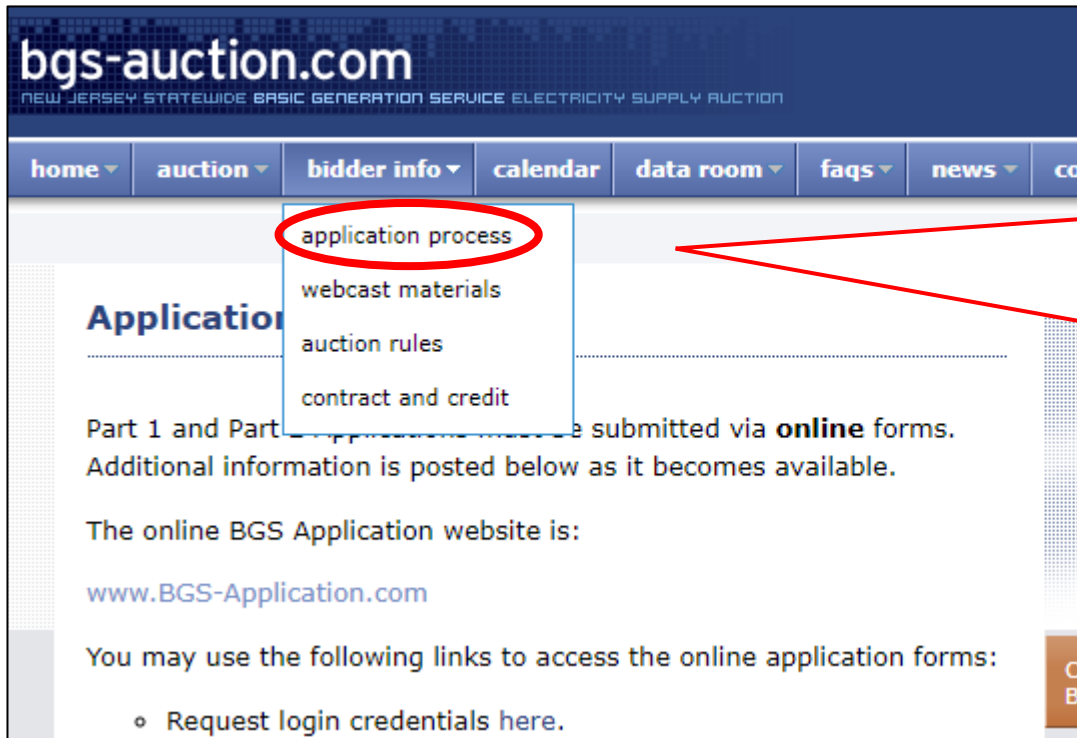 bgs-auction.com
NEW JERSEY STATEWIDE BASIC GENERATION SERVICE ELECTRICITY SUPPLY AUCTION
home auction bidder info calendar data room faqs news
application process
webcast materials
auction rules
contract and credit
Part 1 and Part submitted via online forms.
Additional information is posted below as it becomes available.
The online BGS Application website is:
www.BGS-Application.com
You may use the following links to access the online application forms:
Request login credentials here.